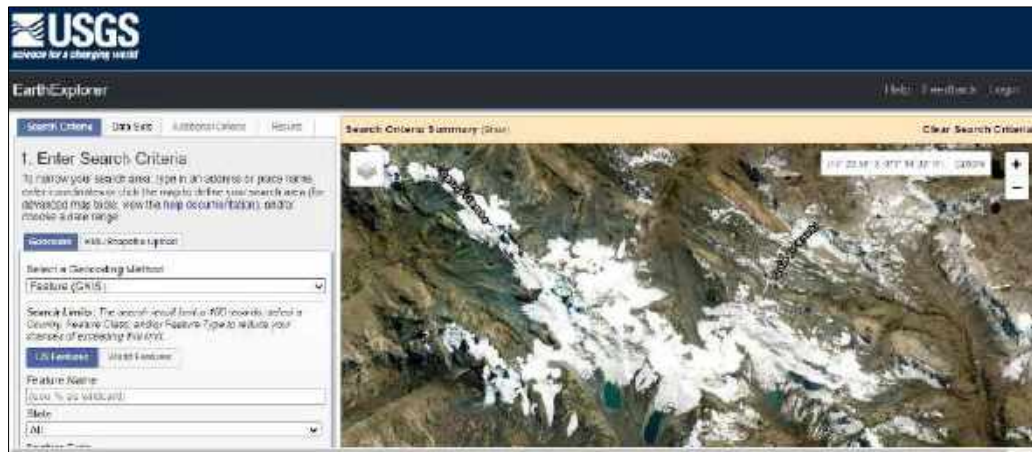 USGS
science for a changing world
EarthExplorer
Help Feedback Login
Search Criteria Data Sets Additional Criteria Results
Search Criteria Summary (Show)
Clear Search Criteria
1. Enter Search Criteria
To narrow your search area: type in an address or place name,
enter coordinates or click the map to define your search area (for
advanced map tools, view the help documentation), and/or
choose a date range.
Geocoder KML/Shapefile Upload
Select a Geocoding Method
Feature (GNIS)
Search Limits: The search result limit is 100 records; select a
Country, Feature Class, and/or Feature Type to reduce your
chances of exceeding this limit.
US Features World Features
Feature Name
(use % as wildcard)
State
All
Options
+
−